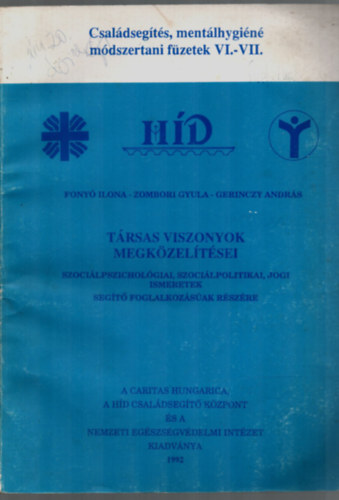 Családsegítés, mentálhygiéné
módszertani füzetek VI.-VII.
HÍD
FONYÓ ILONA - ZOMBORI GYULA - GERINCZY ANDRÁS
TÁRSAS VISZONYOK
MEGKÖZELÍTÉSEI
SZOCIÁLPSZICHOLÓGIAI, SZOCIÁLPOLITIKAI, JOGI
ISMERETEK
SEGÍTŐ FOGLALKOZÁSÚAK RÉSZÉRE
A CARITAS HUNGARICA,
A HÍD CSALÁDSEGÍTŐ KÖZPONT
ÉS A
NEMZETI EGÉSZSÉGVÉDELMI INTÉZET
KIADVÁNYA
1992